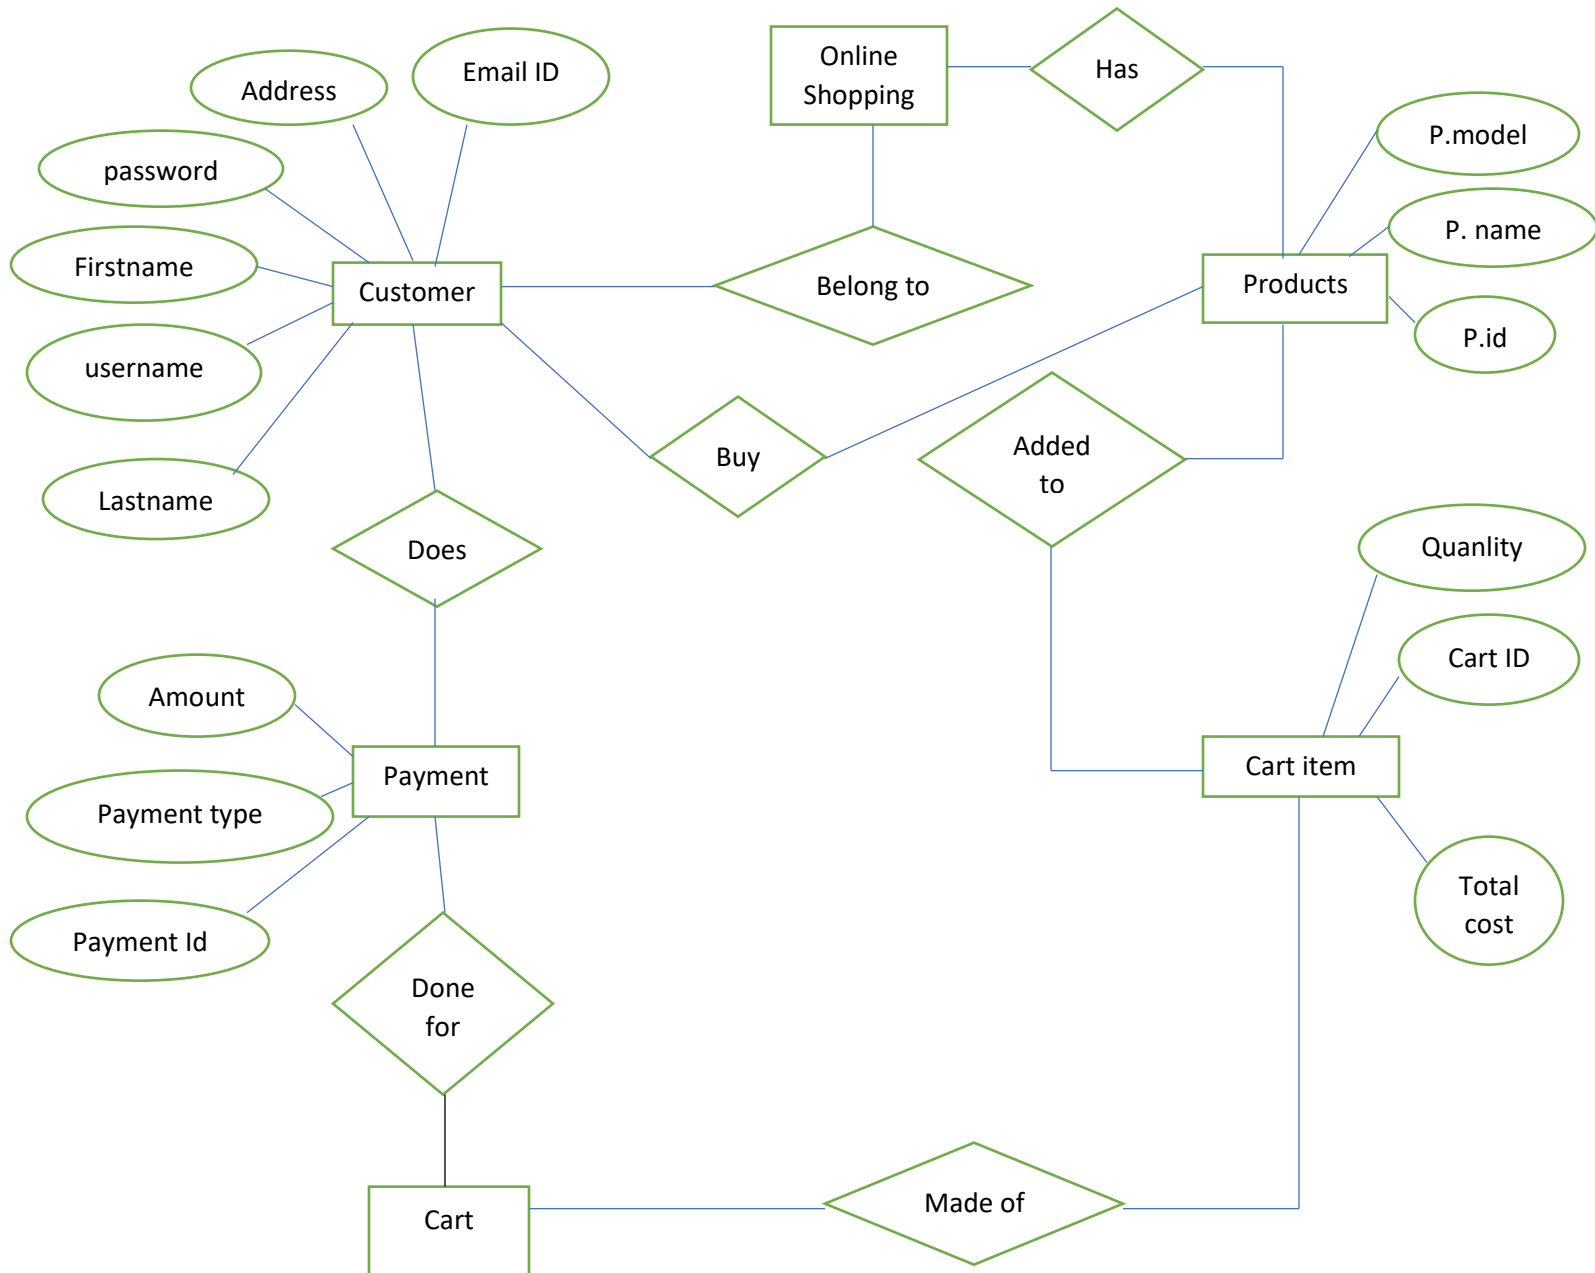 Online
Shopping
Has
Email ID
Address
P.model
password
P. name
Firstname
Customer
Belong to
Products
username
P.id
Buy
Added
to
Lastname
Does
Quanlity
Cart ID
Amount
Payment
Cart item
Payment type
Total
cost
Payment Id
Done
for
Made of
Cart